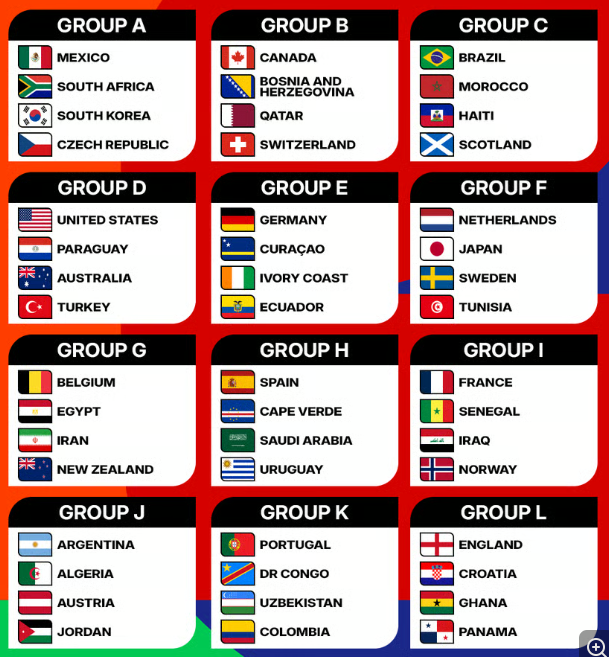 GROUP A
MEXICO
SOUTH AFRICA
SOUTH KOREA
CZECH REPUBLIC
GROUP B
CANADA
BOSNIA AND
HERZEGOVINA
QATAR
SWITZERLAND
GROUP C
BRAZIL
MOROCCO
HAITI
SCOTLAND
GROUP D
UNITED STATES
PARAGUAY
AUSTRALIA
TURKEY
GROUP E
GERMANY
CURAÇAO
IVORY COAST
ECUADOR
GROUP F
NETHERLANDS
JAPAN
SWEDEN
TUNISIA
GROUP G
BELGIUM
EGYPT
IRAN
NEW ZEALAND
GROUP H
SPAIN
CAPE VERDE
SAUDI ARABIA
URUGUAY
GROUP I
FRANCE
SENEGAL
IRAQ
NORWAY
GROUP J
ARGENTINA
ALGERIA
AUSTRIA
JORDAN
GROUP K
PORTUGAL
DR CONGO
UZBEKISTAN
COLOMBIA
GROUP L
ENGLAND
CROATIA
GHANA
PANAMA